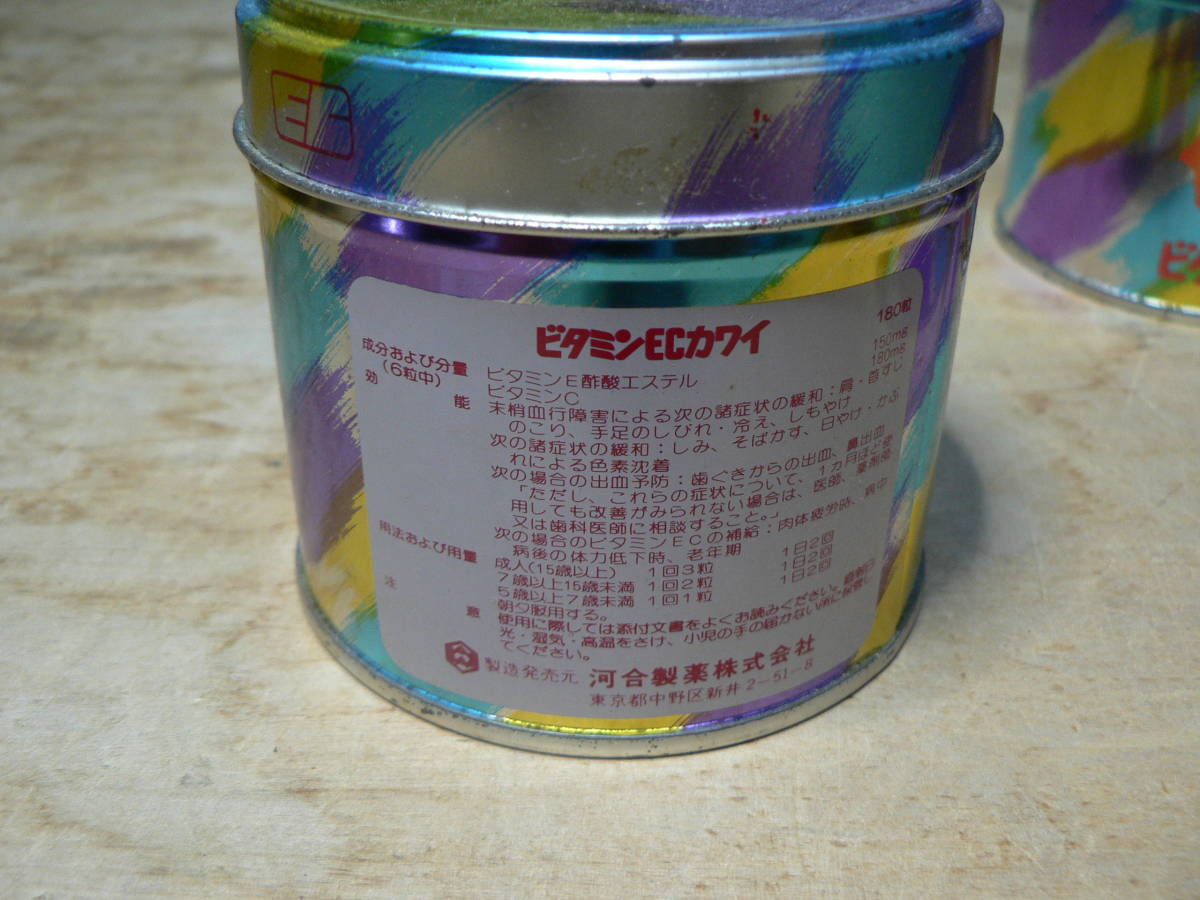 EC
ビタミンECカワイ 180粒
成分および分量 ビタミンE酢酸エステル 150mg
(6粒中) ビタミンC 180mg
効能 末梢血行障害による次の諸症状の緩和:肩・首すじ
のこり、手足のしびれ・冷え、しもやけ
次の諸症状の緩和:しみ、そばかす、日やけ・かぶ
れによる色素沈着
次の場合の出血予防:歯ぐきからの出血、鼻出血
「ただし、これらの症状について、1カ月ほど使
用しても改善がみられない場合は、医師、薬剤師
又は歯科医師に相談すること。」
次の場合のビタミンECの補給:肉体疲労時、病中
病後の体力低下時、老年期
用法および用量 成人(15歳以上) 1回3粒 1日2回
7歳以上15歳未満 1回2粒 1日2回
5歳以上7歳未満 1回1粒 1日2回
朝夕服用する。
注意 使用に際しては添付文書をよくお読みください。直射日
光・湿気・高温をさけ、小児の手の届かない所に保管し
てください。
製造発売元 河合製薬株式会社
東京都中野区新井2-51-8
ビタ